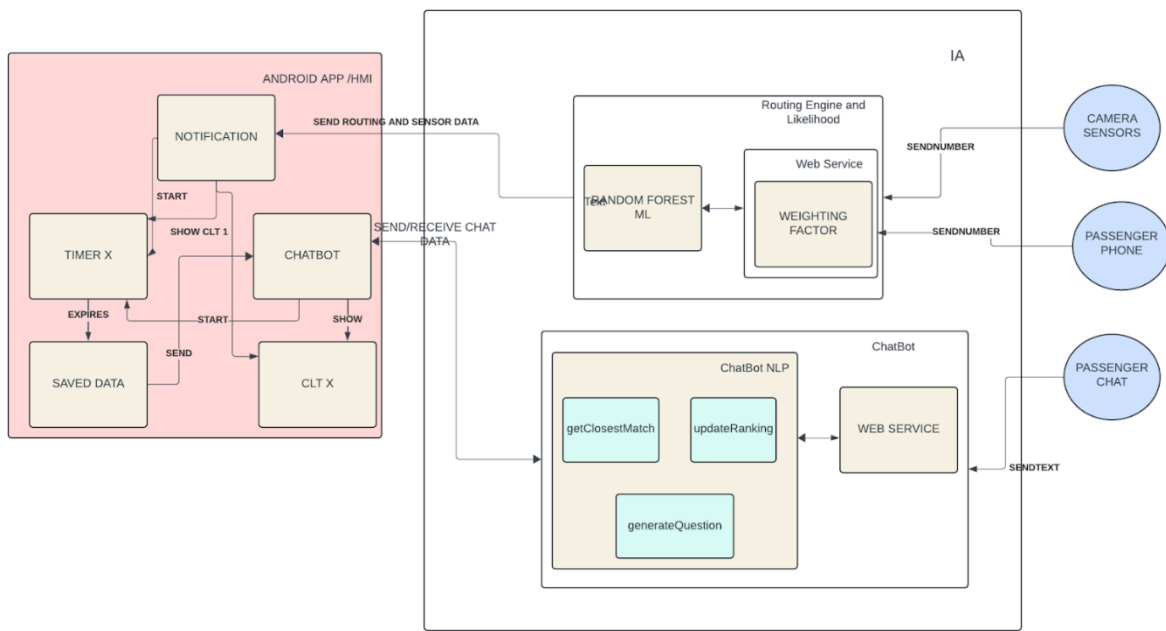 IA
ANDROID APP /HMI
NOTIFICATION
START
SHOW CLT 1
TIMER X
CHATBOT
EXPIRES
START
SHOW
SEND
SAVED DATA
CLT X
SEND ROUTING AND SENSOR DATA
SEND/RECEIVE CHAT
DATA
Routing Engine and
Likelihood
Web Service
RANDOM FOREST
ML
Text
WEIGHTING
FACTOR
SENDNUMBER
SENDNUMBER
CAMERA
SENSORS
PASSENGER
PHONE
PASSENGER
CHAT
SENDTEXT
ChatBot
ChatBot NLP
getClosestMatch
updateRanking
generateQuestion
WEB SERVICE